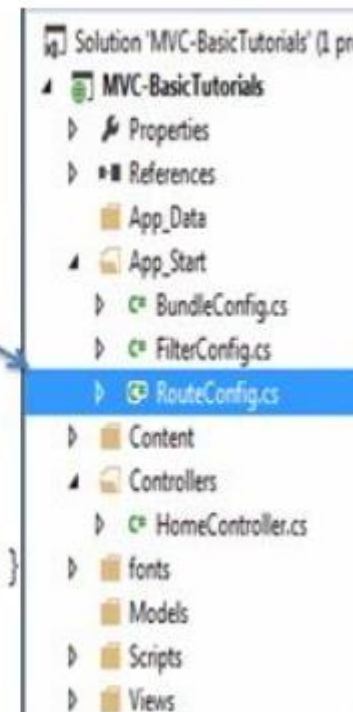 Solution 'MVC-BasicTutorials' (1 pr
MVC-BasicTutorials
Properties
References
App_Data
App_Start
C# BundleConfig.cs
C# FilterConfig.cs
C# RouteConfig.cs
Content
Controllers
C# HomeController.cs
}
fonts
Models
Scripts
Views